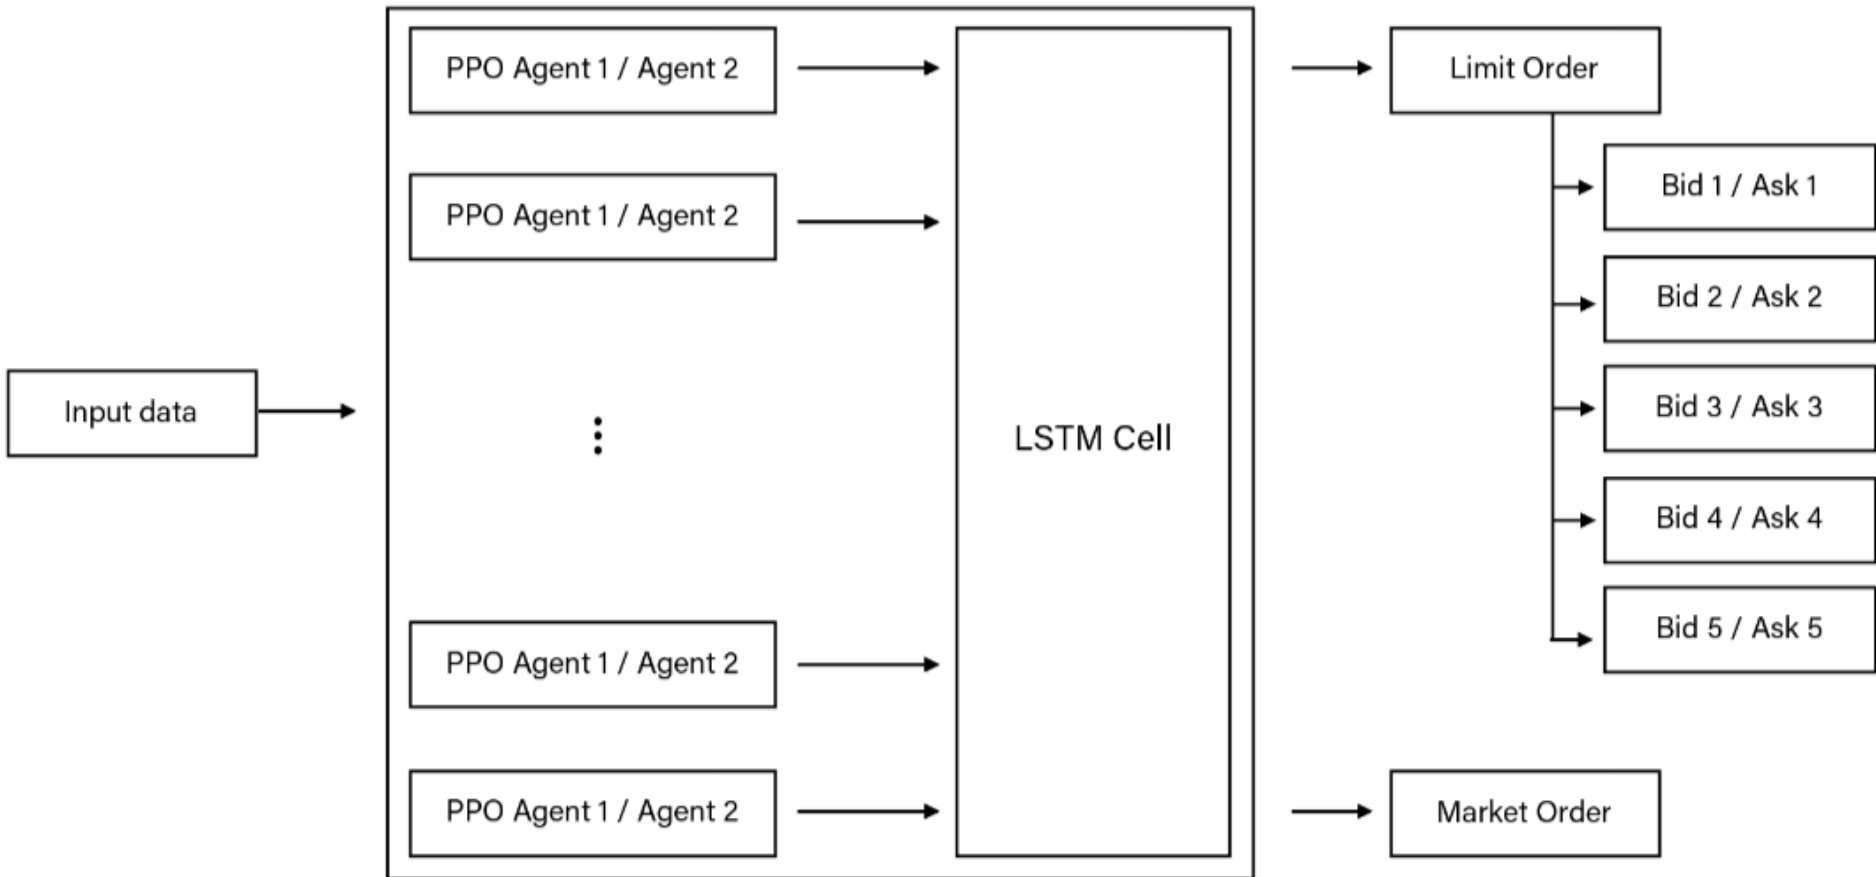 Input data
PPO Agent 1 / Agent 2
PPO Agent 1 / Agent 2
PPO Agent 1 / Agent 2
PPO Agent 1 / Agent 2
LSTM Cell
Limit Order
Bid 1 / Ask 1
Bid 2 / Ask 2
Bid 3 / Ask 3
Bid 4 / Ask 4
Bid 5 / Ask 5
Market Order